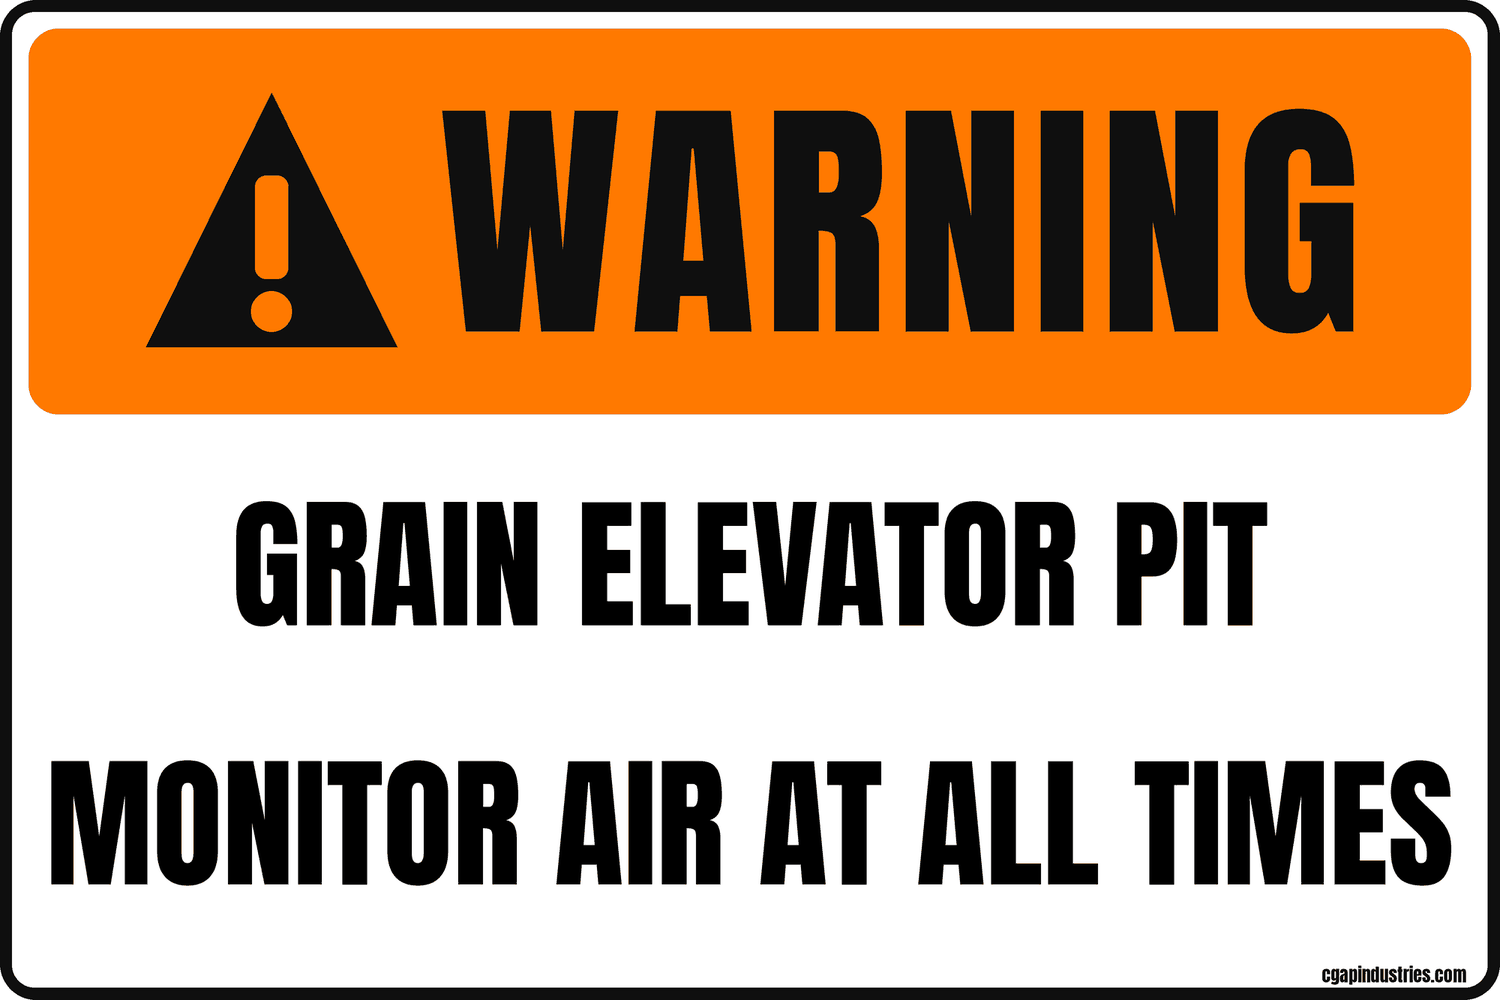 WARNING
GRAIN ELEVATOR PIT
MONITOR AIR AT ALL TIMES
cgapindustries.com